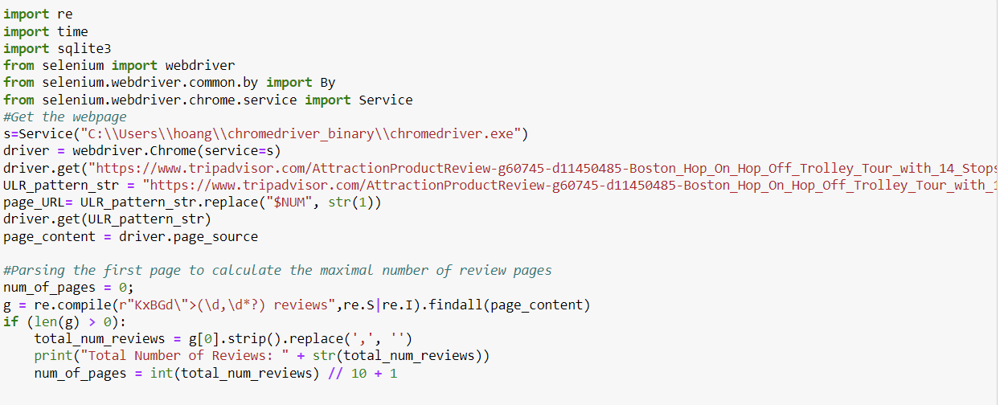 import re
import time
import sqlite3
from selenium import webdriver
from selenium.webdriver.common.by import By
from selenium.webdriver.chrome.service import Service
#Get the webpage
s=Service("C:\\Users\\hoang\\chromedriver_binary\\chromedriver.exe")
driver = webdriver.Chrome(service=s)
driver.get("https://www.tripadvisor.com/AttractionProductReview-g60745-d11450485-Boston_Hop_On_Hop_Off_Trolley_Tour_with_14_Stops
ULR_pattern_str = "https://www.tripadvisor.com/AttractionProductReview-g60745-d11450485-Boston_Hop_On_Hop_Off_Trolley_Tour_with_1
page_URL= ULR_pattern_str.replace("$NUM", str(1))
driver.get(ULR_pattern_str)
page_content = driver.page_source

#Parsing the first page to calculate the maximal number of review pages
num_of_pages = 0;
g = re.compile(r"KxBGd\">(\d,\d*?) reviews",re.S|re.I).findall(page_content)
if (len(g) > 0):
    total_num_reviews = g[0].strip().replace(',', '')
    print("Total Number of Reviews: " + str(total_num_reviews))
    num_of_pages = int(total_num_reviews) // 10 + 1